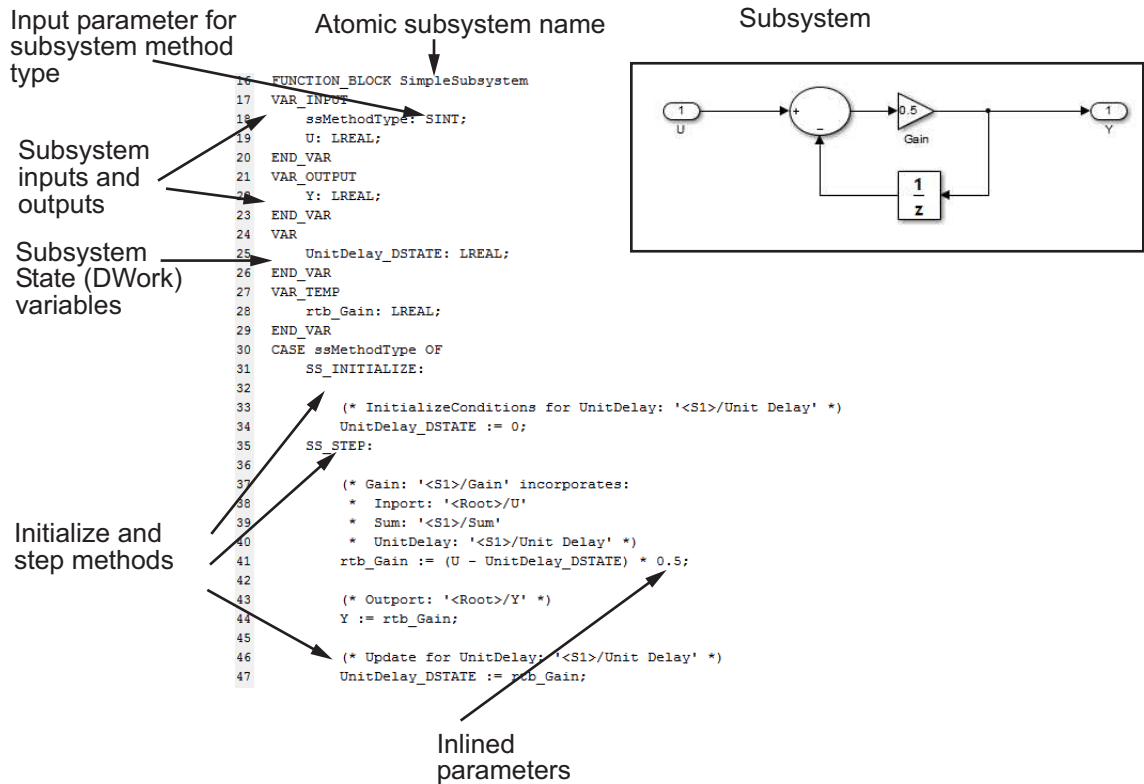 Input parameter for
subsystem method
type
Atomic subsystem name
Subsystem
16 FUNCTION_BLOCK SimpleSubsystem
17 VAR_INPUT
18 ssMethodType: SINT;
19 U: LREAL;
20 END_VAR
21 VAR_OUTPUT
22 Y: LREAL;
23 END_VAR
24 VAR
25 UnitDelay_DSTATE: LREAL;
26 END_VAR
27 VAR_TEMP
28 rtb_Gain: LREAL;
29 END_VAR
30 CASE ssMethodType OF
31 SS_INITIALIZE:
32
33 (* InitializeConditions for UnitDelay: '<S1>/Unit Delay' *)
34 UnitDelay_DSTATE := 0;
35 SS_STEP:
36
37 (* Gain: '<S1>/Gain' incorporates:
38 * Inport: '<Root>/U'
39 * Sum: '<S1>/Sum'
40 * UnitDelay: '<S1>/Unit Delay' *)
41 rtb_Gain := (U - UnitDelay_DSTATE) * 0.5;
42
43 (* Outport: '<Root>/Y' *)
44 Y := rtb_Gain;
45
46 (* Update for UnitDelay: '<S1>/Unit Delay' *)
47 UnitDelay_DSTATE := rtb_Gain;
Subsystem
inputs and
outputs
Subsystem
State (DWork)
variables
Initialize and
step methods
Inlined
parameters
1
U
+
−
0.5
Gain
1
Y
1
z